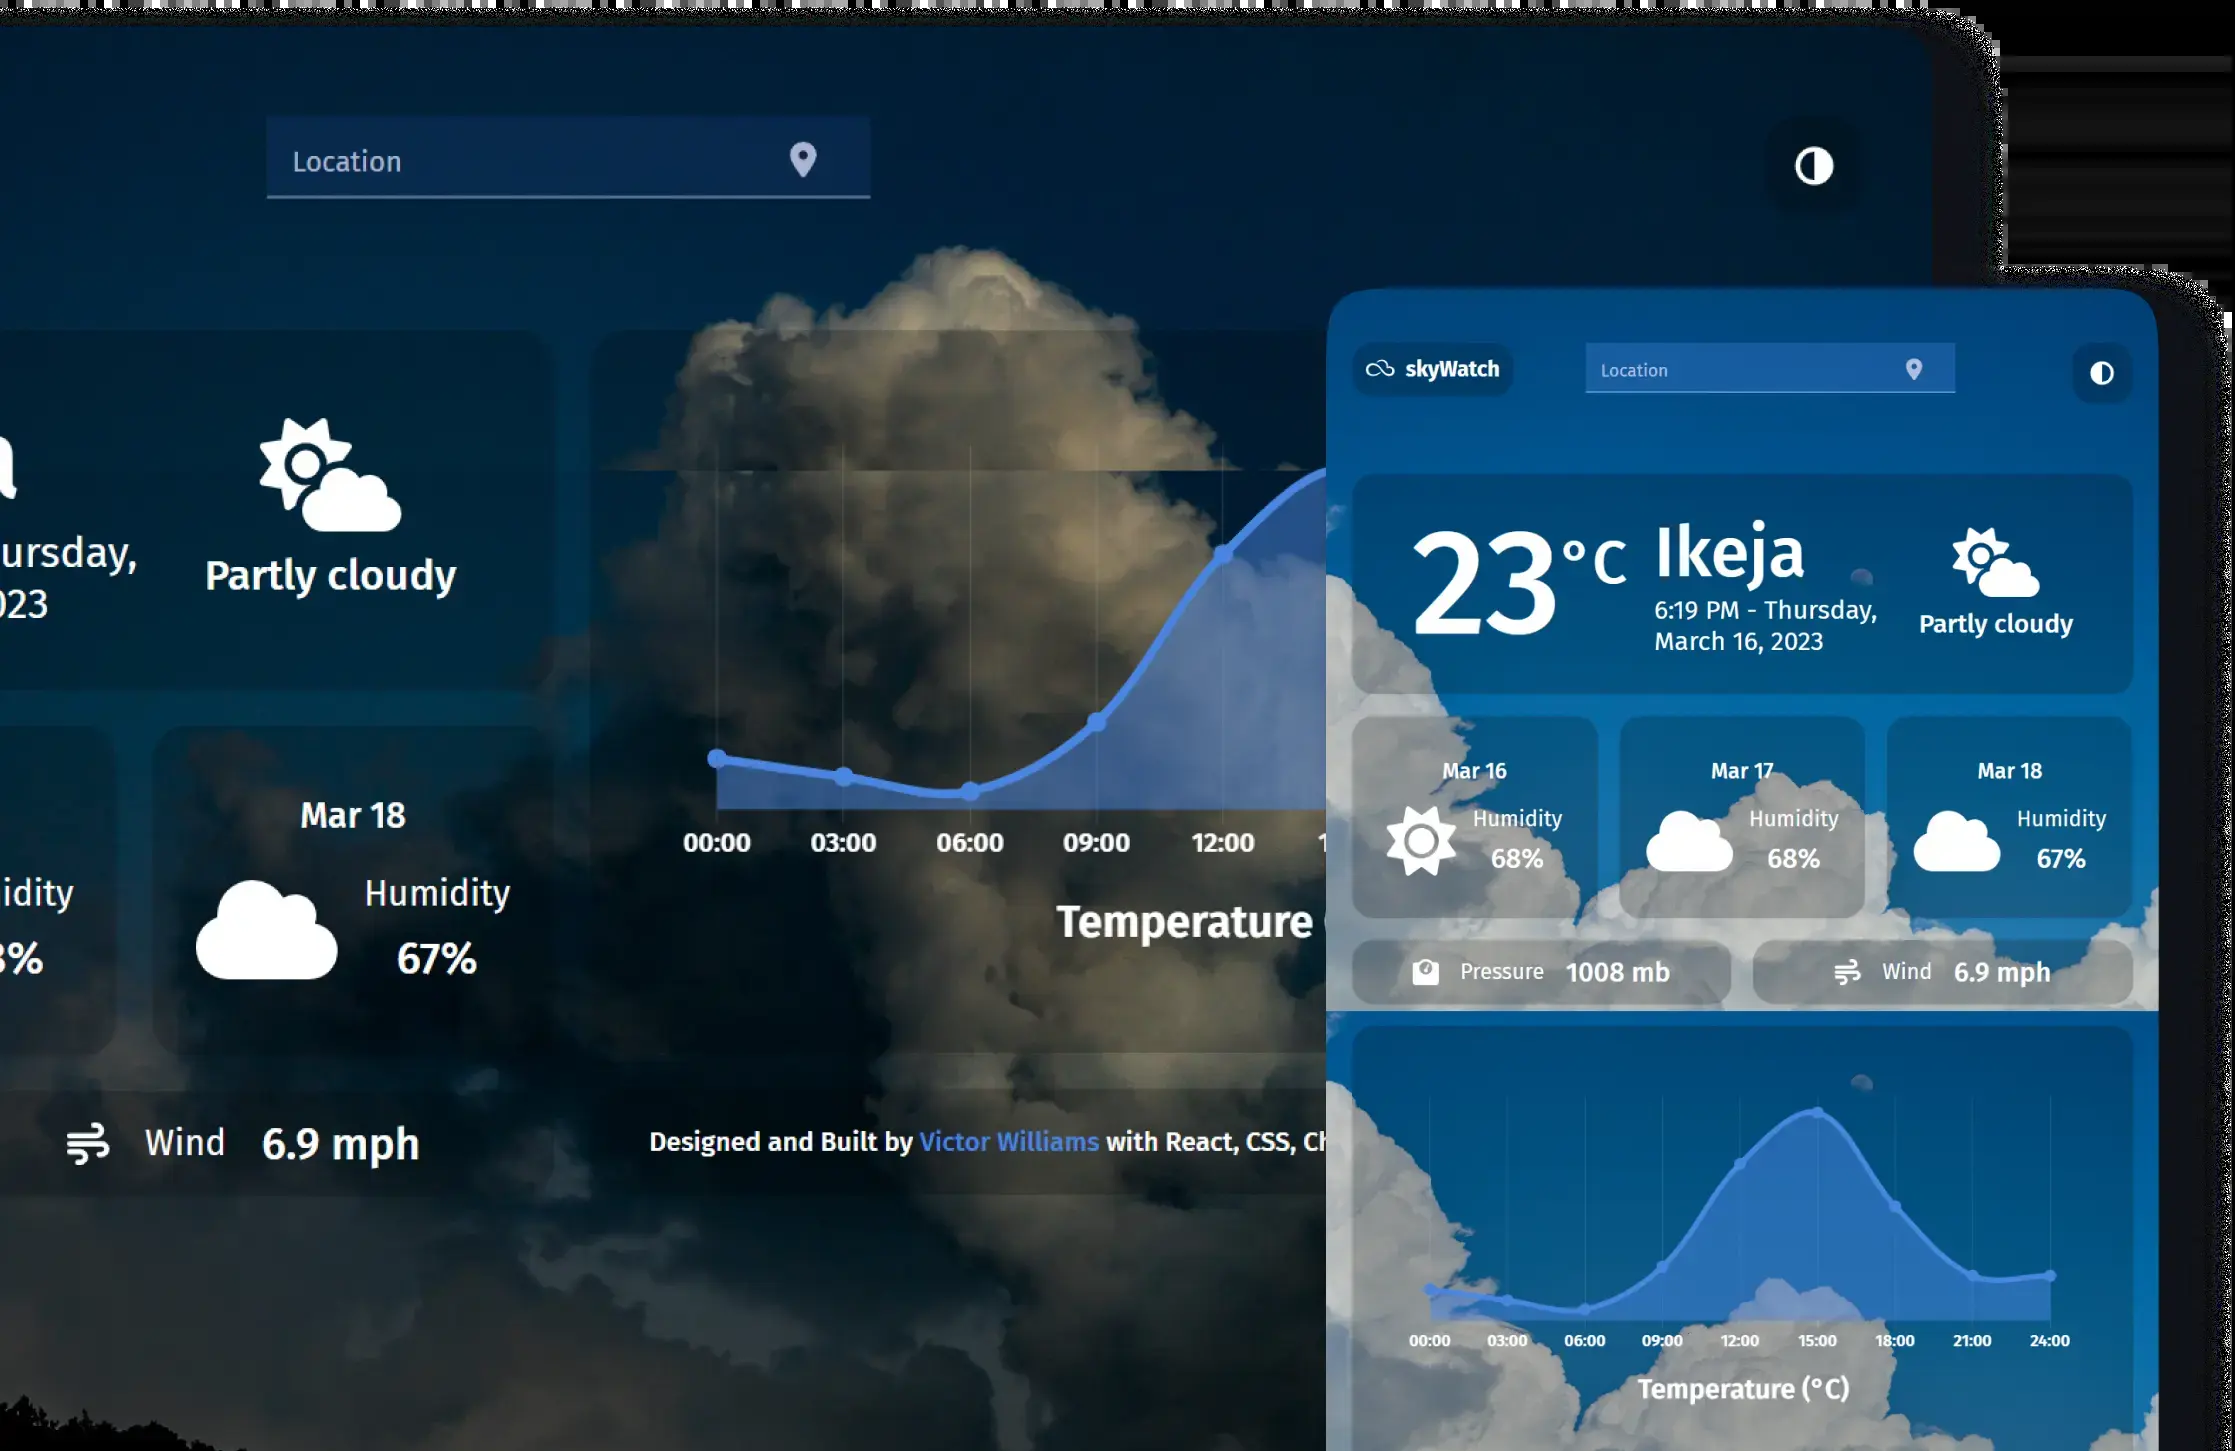 Location
ursday,
023
Partly cloudy
Mar 18
idity
Humidity
3%
67%
Wind 6.9 mph
00:00 03:00 06:00 09:00 12:00 1
Temperature
Designed and Built by Victor Williams with React, CSS, Ch
skyWatch
Location
23°C
Ikeja
6:19 PM - Thursday,
March 16, 2023
Partly cloudy
Mar 16
Humidity
68%
Mar 17
Humidity
68%
Mar 18
Humidity
67%
Pressure 1008 mb
Wind 6.9 mph
00:00 03:00 06:00 09:00 12:00 15:00 18:00 21:00 24:00
Temperature (°C)